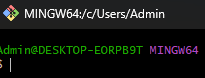 MINGW64:/c/Users/Admin
Admin@DESKTOP-EORPB9T MINGW64
$